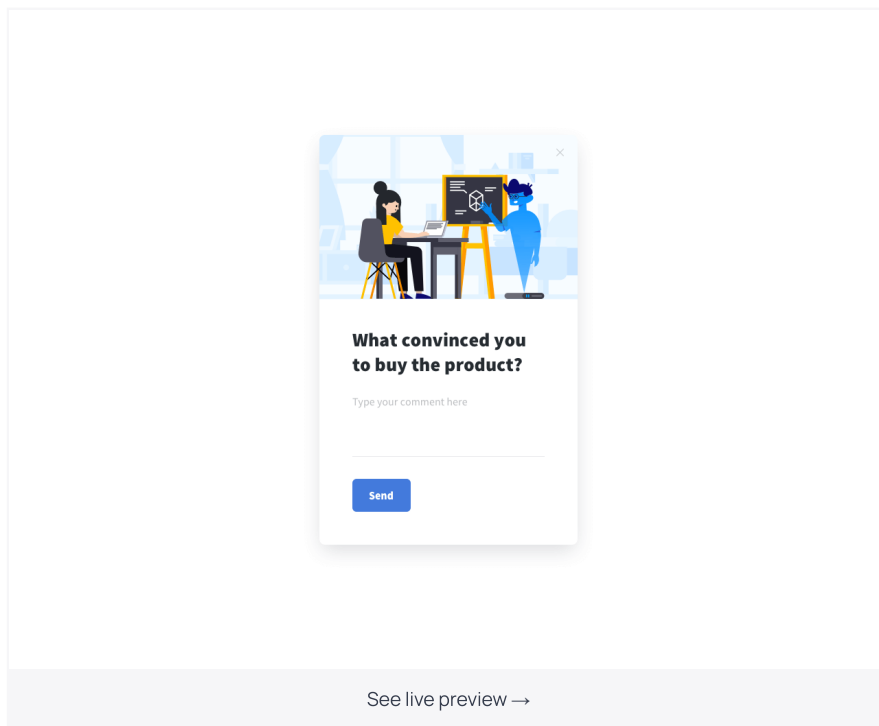 What convinced you
to buy the product?
Type your comment here
Send
See live preview →